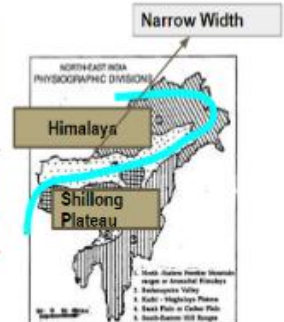 Narrow Width
NORTH-EAST INDIA
PHYSIOGRAPHIC DIVISIONS
Himalaya
Shillong
Plateau
1. North-Eastern Frontier Mountain
ranges or Arunachal Himalaya
2. Brahmaputra Valley
3. Karbi - Meghalaya Plateau
4. Barak Plain or Cachar Plain
5. South-Eastern Hill Ranges